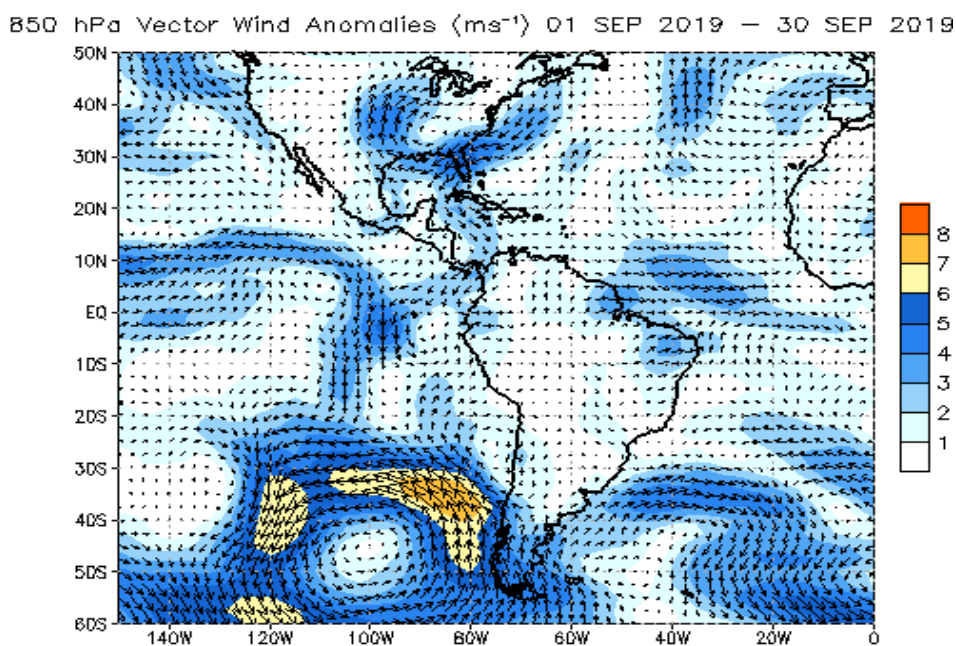 850 hPa Vector Wind Anomalies (ms⁻¹) 01 SEP 2019 – 30 SEP 2019
50N
40N
30N
20N
10N
EQ
10S
20S
30S
40S
50S
60S
140W 120W 100W 80W 60W 40W 20W 0
8
7
6
5
4
3
2
1